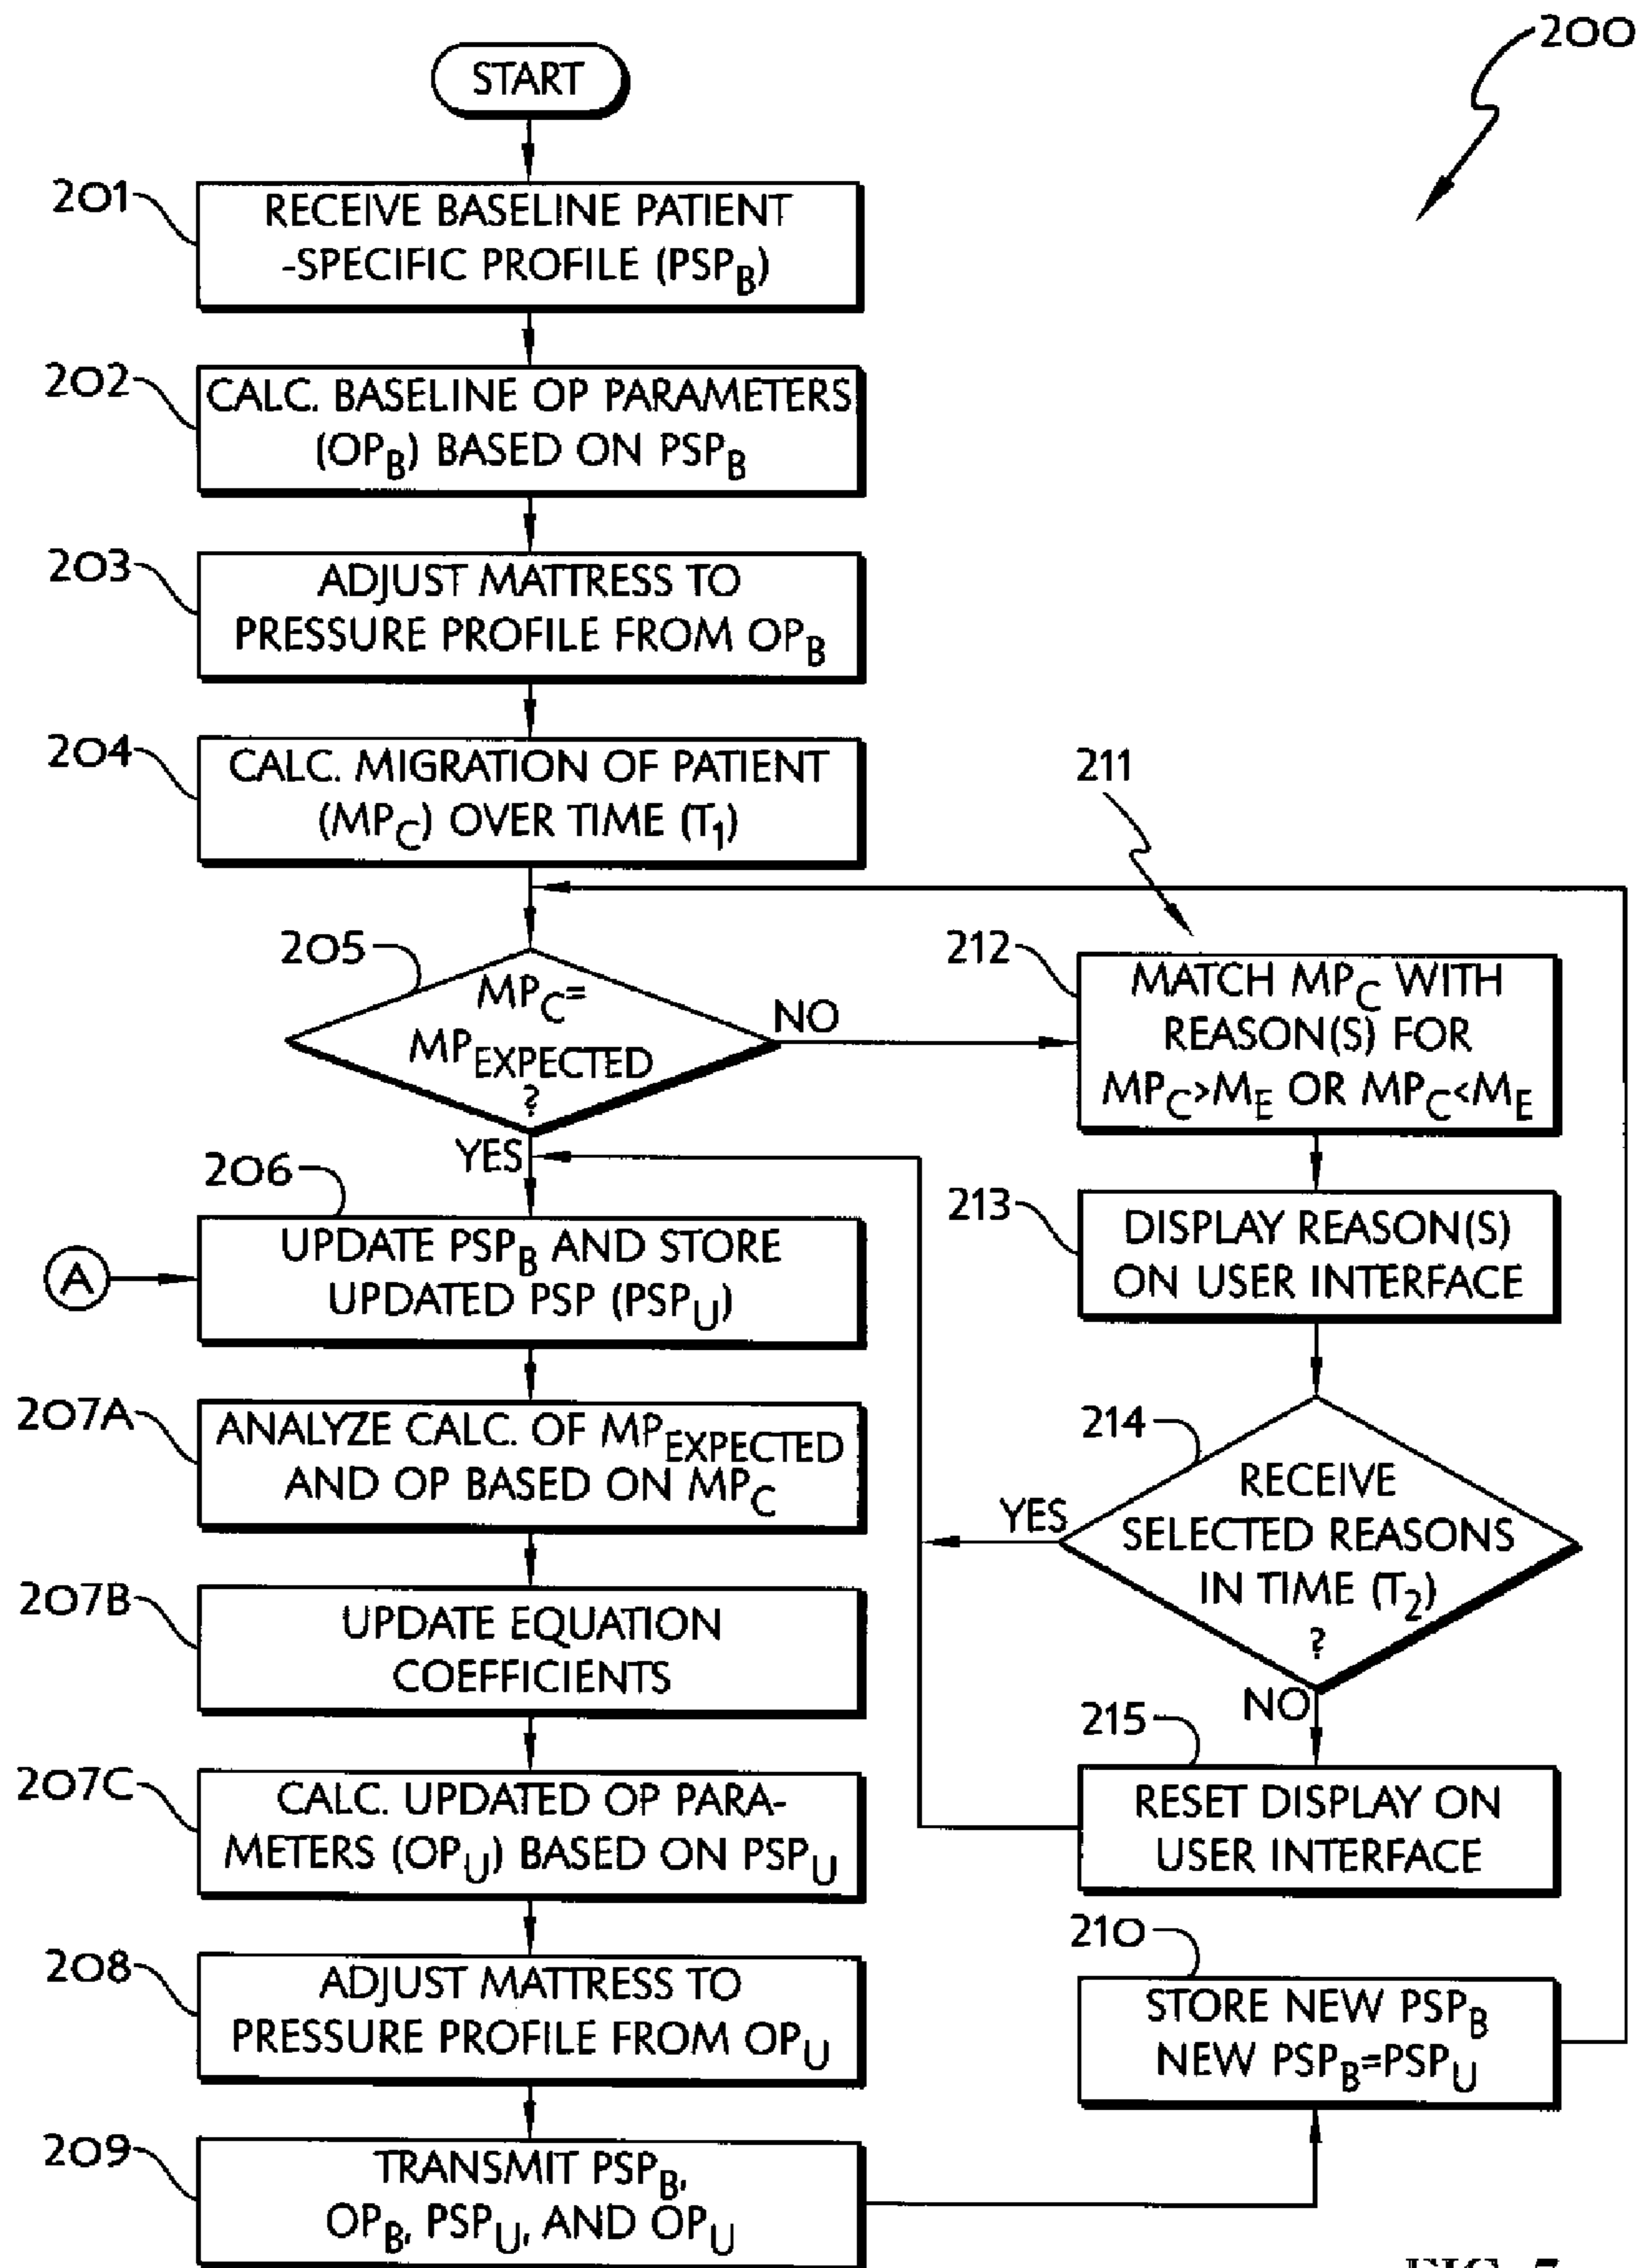 200
START
201
RECEIVE BASELINE PATIENT
-SPECIFIC PROFILE (PSPB)
202
CALC. BASELINE OP PARAMETERS
(OPB) BASED ON PSPB
203
ADJUST MATTRESS TO
PRESSURE PROFILE FROM OPB
204
CALC. MIGRATION OF PATIENT
(MPC) OVER TIME (T1)
205
MPC=
MPEXPECTED
?
NO
YES
211
212
MATCH MPC WITH
REASON(S) FOR
MPC>ME OR MPC<ME
213
DISPLAY REASON(S)
ON USER INTERFACE
214
RECEIVE
SELECTED REASONS
IN TIME (T2)
?
YES
NO
215
RESET DISPLAY ON
USER INTERFACE
206
A
UPDATE PSPB AND STORE
UPDATED PSP (PSPU)
207A
ANALYZE CALC. OF MPEXPECTED
AND OP BASED ON MPC
207B
UPDATE EQUATION
COEFFICIENTS
207C
CALC. UPDATED OP PARA-
METERS (OPU) BASED ON PSPU
208
ADJUST MATTRESS TO
PRESSURE PROFILE FROM OPU
209
TRANSMIT PSPB,
OPB, PSPU, AND OPU
210
STORE NEW PSPB
NEW PSPB=PSPU